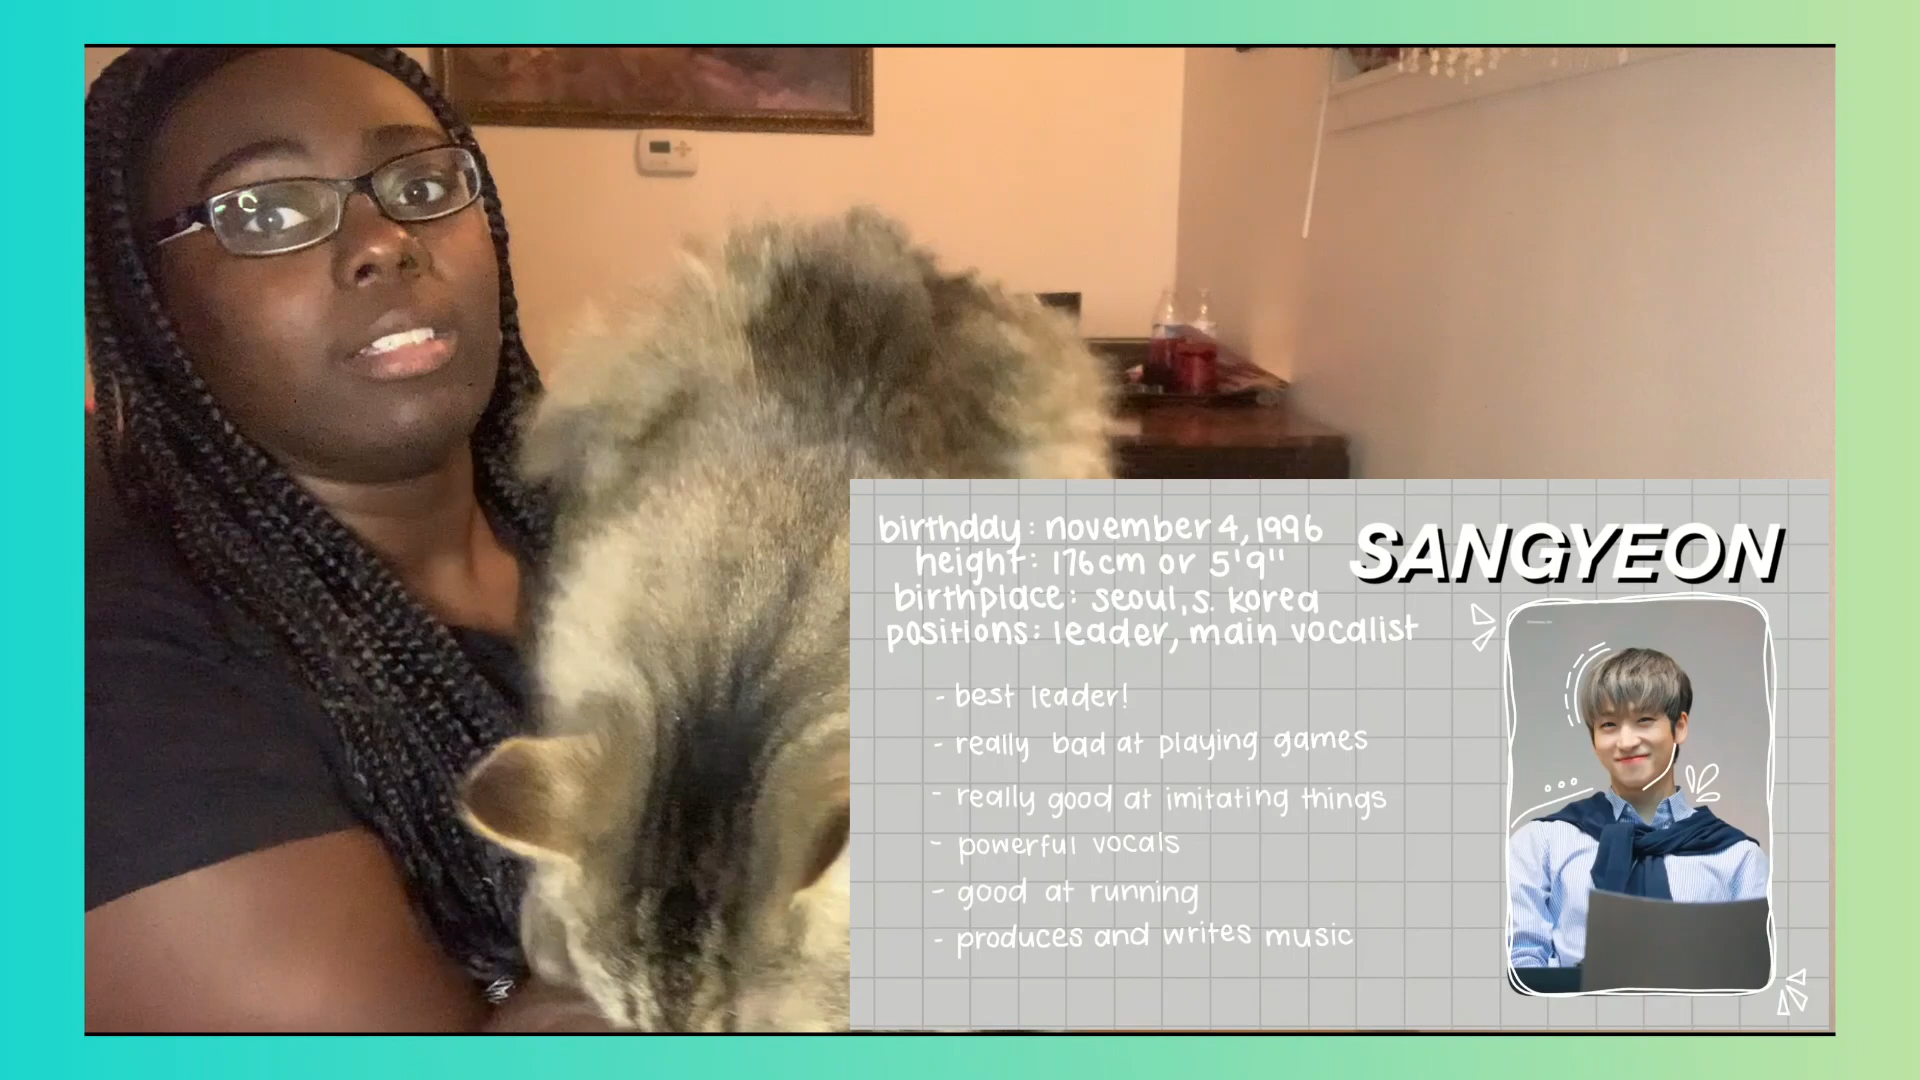 birthday: november 4, 1996
height: 176cm or 5'9"
birthplace: seoul, s. korea
positions: leader, main vocalist
SANGYEON
- best leader!
- really bad at playing games
- really good at imitating things
- powerful vocals
- good at running
- produces and writes music